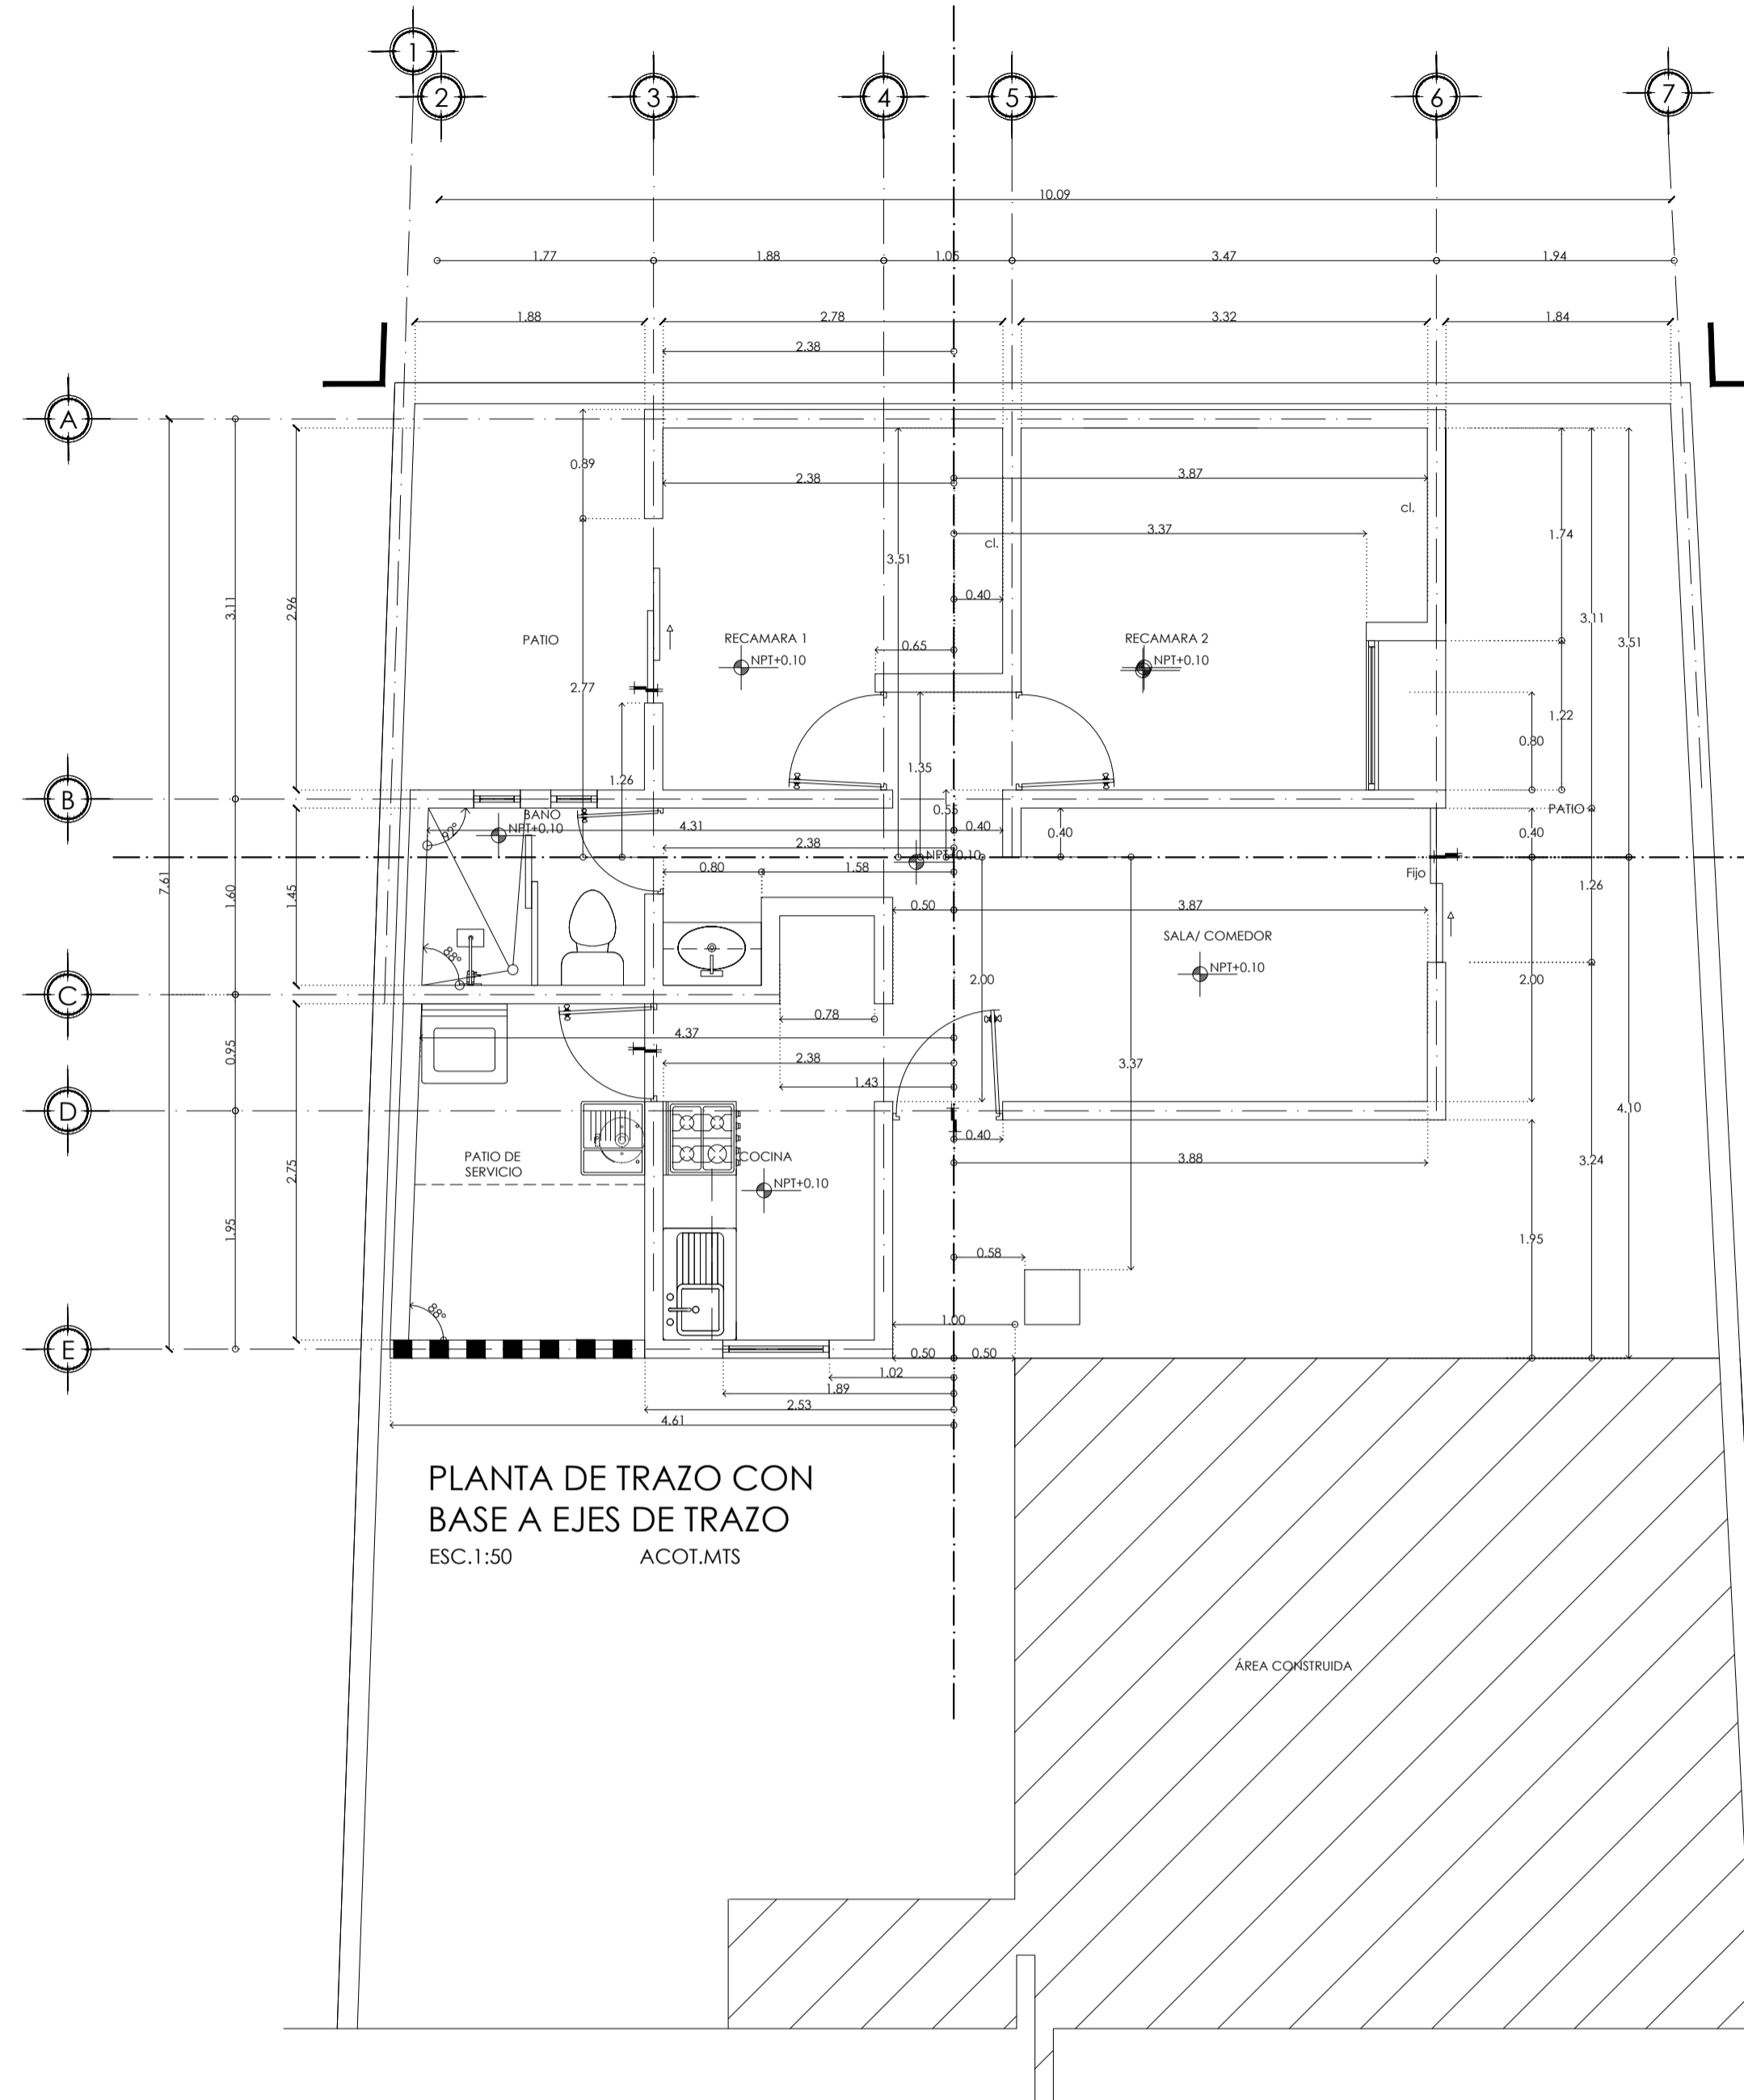 1
2 3 4 5 6 7
10.09
1.77 1.88 1.05 3.47 1.94
1.88 2.78 3.32 1.84
2.38
A
0.89
2.38 3.87
cl.
3.37 1.74
cl.
3.51
0.40
3.11 2.96 3.11
PATIO RECAMARA 1 0.65 RECAMARA 2 3.51
NPT+0.10 NPT+0.10
2.77
1.22
0.80
1.35
1.26
B
BAÑO 0.55 PATIO
NPT+0.10 4.31 0.40 0.40 0.40
92°
2.38
NPT+0.10
0.80 1.58 Fijo
7.61 1.60 1.45 1.26
0.50 3.87
SALA/ COMEDOR
88°
NPT+0.10
2.00 2.00
C
0.78
4.37
0.95 2.38 3.37
1.43
D 4.10
0.40
PATIO DE
SERVICIO
COCINA 3.88 3.24
2.75 NPT+0.10
1.95 1.95
0.58
88°
1.00
E 0.50 0.50
1.02
1.89
2.53
4.61
PLANTA DE TRAZO CON
BASE A EJES DE TRAZO
ESC.1:50 ACOT.MTS
ÁREA CONSTRUIDA